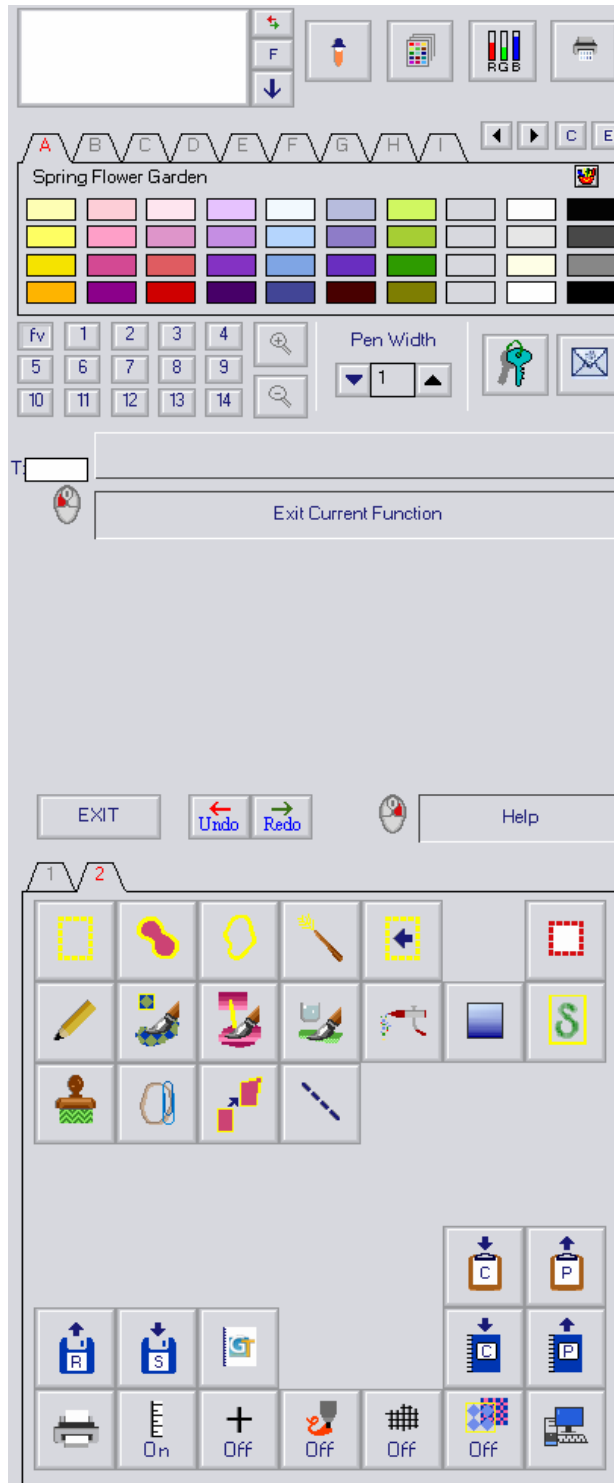 F
RGB
A B C D E F G H I C E
Spring Flower Garden
fv 1 2 3 4
5 6 7 8 9
10 11 12 13 14
Pen Width
1
T:
Exit Current Function
EXIT
Undo
Redo
Help
1 2
S
C P
R S GT C P
On Off Off Off Off